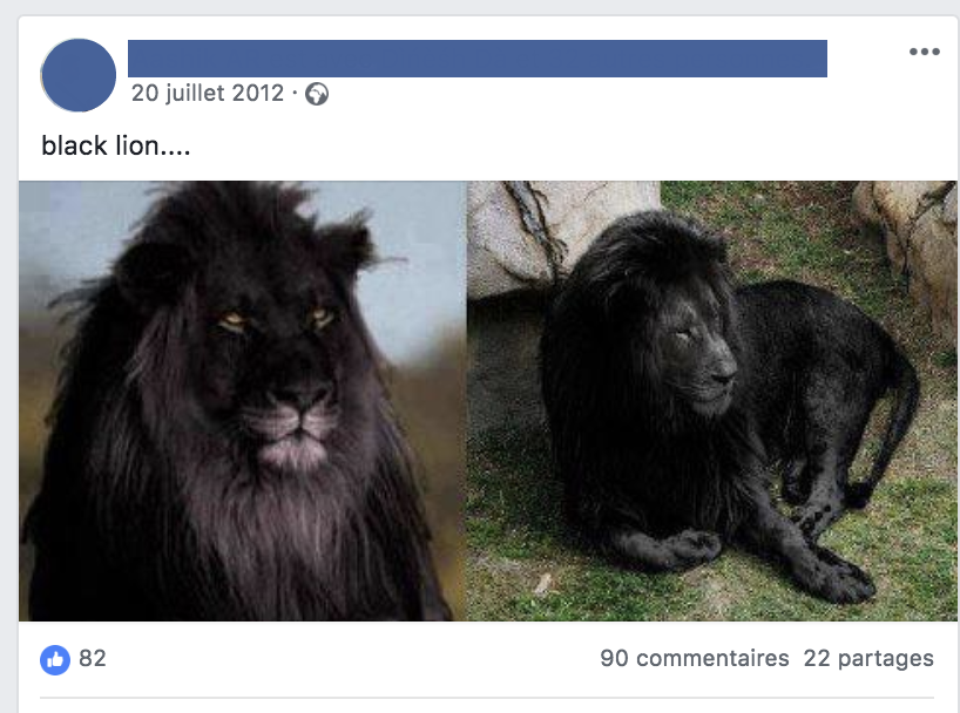 20 juillet 2012 ·
black lion....
82
90 commentaires 22 partages